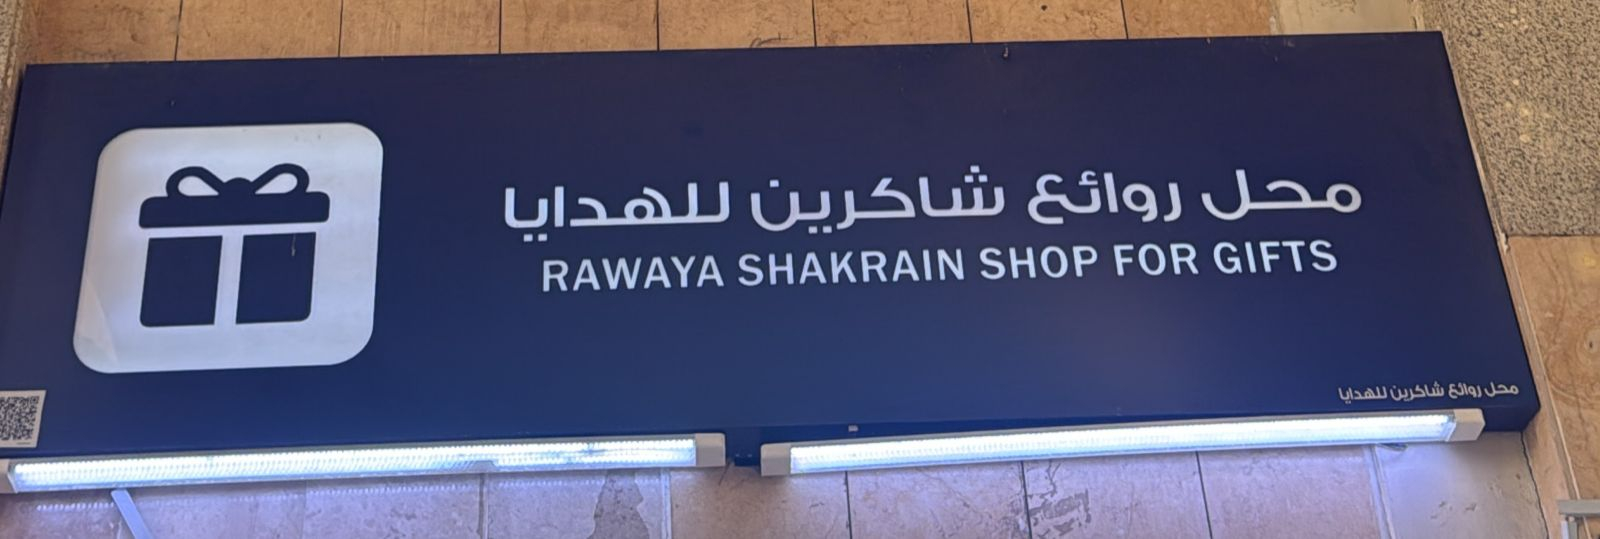 محل روائع شاكرين للهدايا
RAWAYA SHAKRAIN SHOP FOR GIFTS
محل روائع شاكرين للهدايا